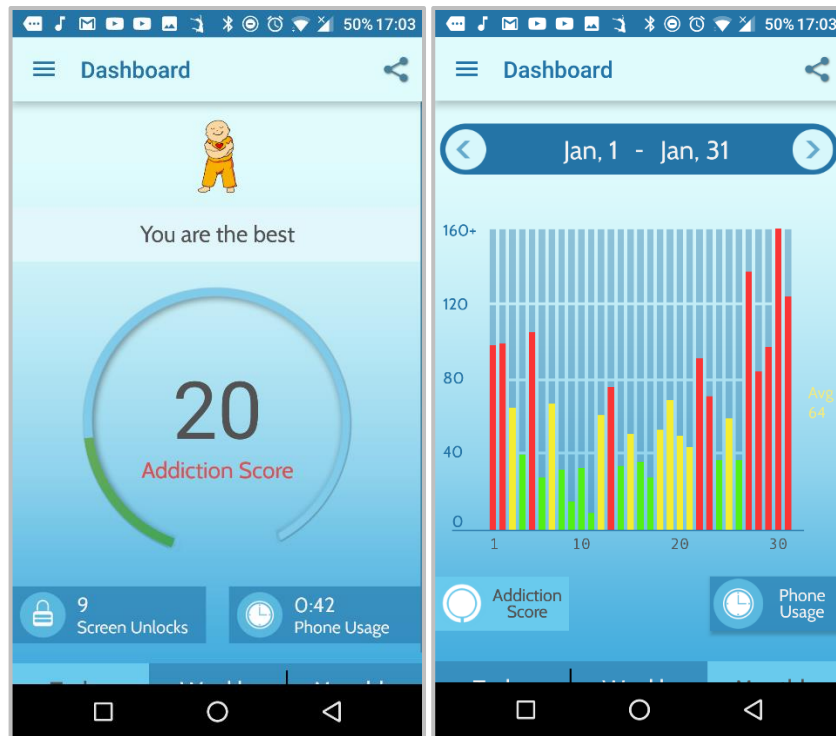 50% 17:03
Dashboard
You are the best
20
Addiction Score
9
Screen Unlocks
0:42
Phone Usage
50% 17:03
Dashboard
Jan, 1 - Jan, 31
160+
120
80
40
0
Avg
64
1 10 20 30
Addiction
Score
Phone
Usage